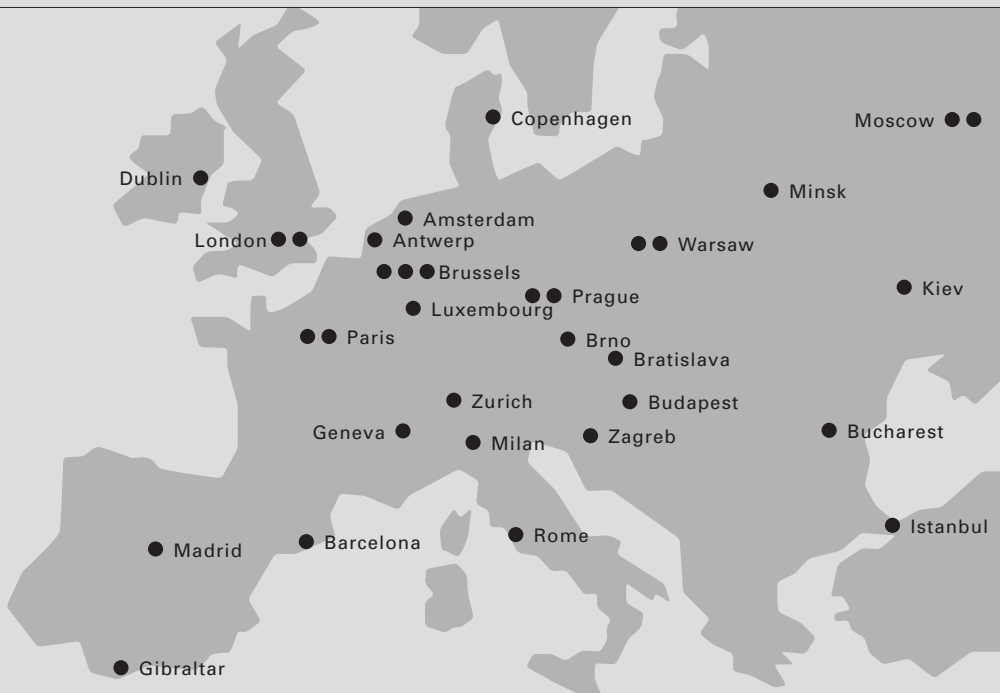 Copenhagen
Moscow
Dublin
Minsk
Amsterdam
London
Antwerp
Warsaw
Brussels
Kiev
Prague
Luxembourg
Paris
Brno
Bratislava
Zurich
Budapest
Geneva
Milan
Zagreb
Bucharest
Istanbul
Rome
Barcelona
Madrid
Gibraltar